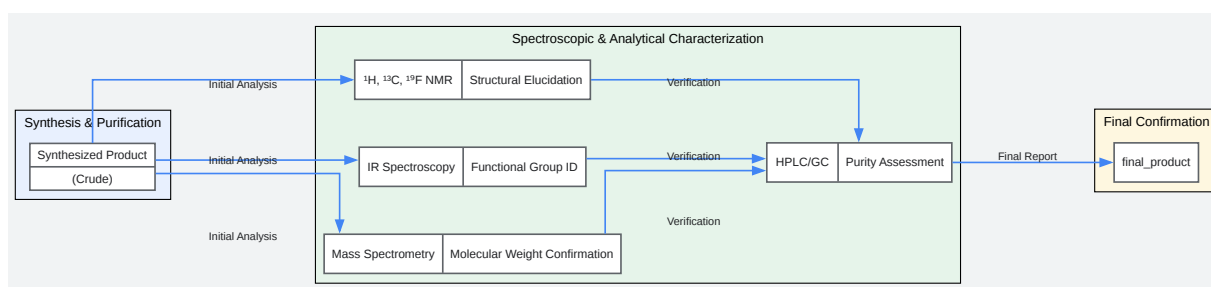 Spectroscopic & Analytical Characterization
¹H, ¹³C, ¹⁹F NMR
Structural Elucidation
Initial Analysis
Verification
Synthesis & Purification
Synthesized Product
(Crude)
Initial Analysis
IR Spectroscopy
Functional Group ID
Verification
HPLC/GC
Purity Assessment
Final Report
Final Confirmation
final_product
Initial Analysis
Verification
Mass Spectrometry
Molecular Weight Confirmation